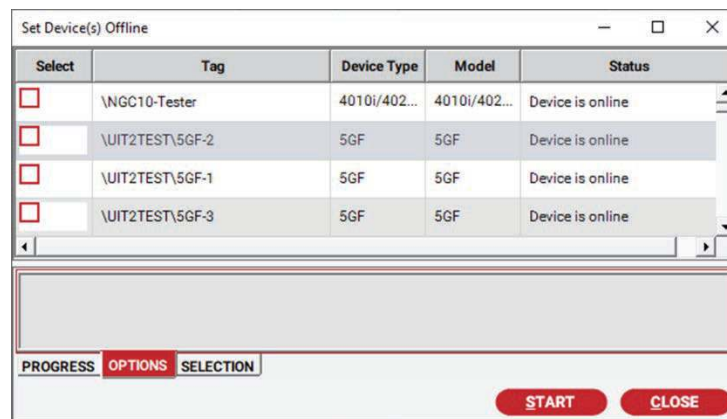 Set Device(s) Offline
Select Tag Device Type Model Status
\NGC10-Tester 4010i/402... 4010i/402... Device is online
\UIT2TEST\5GF-2 5GF 5GF Device is online
\UIT2TEST\5GF-1 5GF 5GF Device is online
\UIT2TEST\5GF-3 5GF 5GF Device is online
PROGRESS OPTIONS SELECTION
START CLOSE